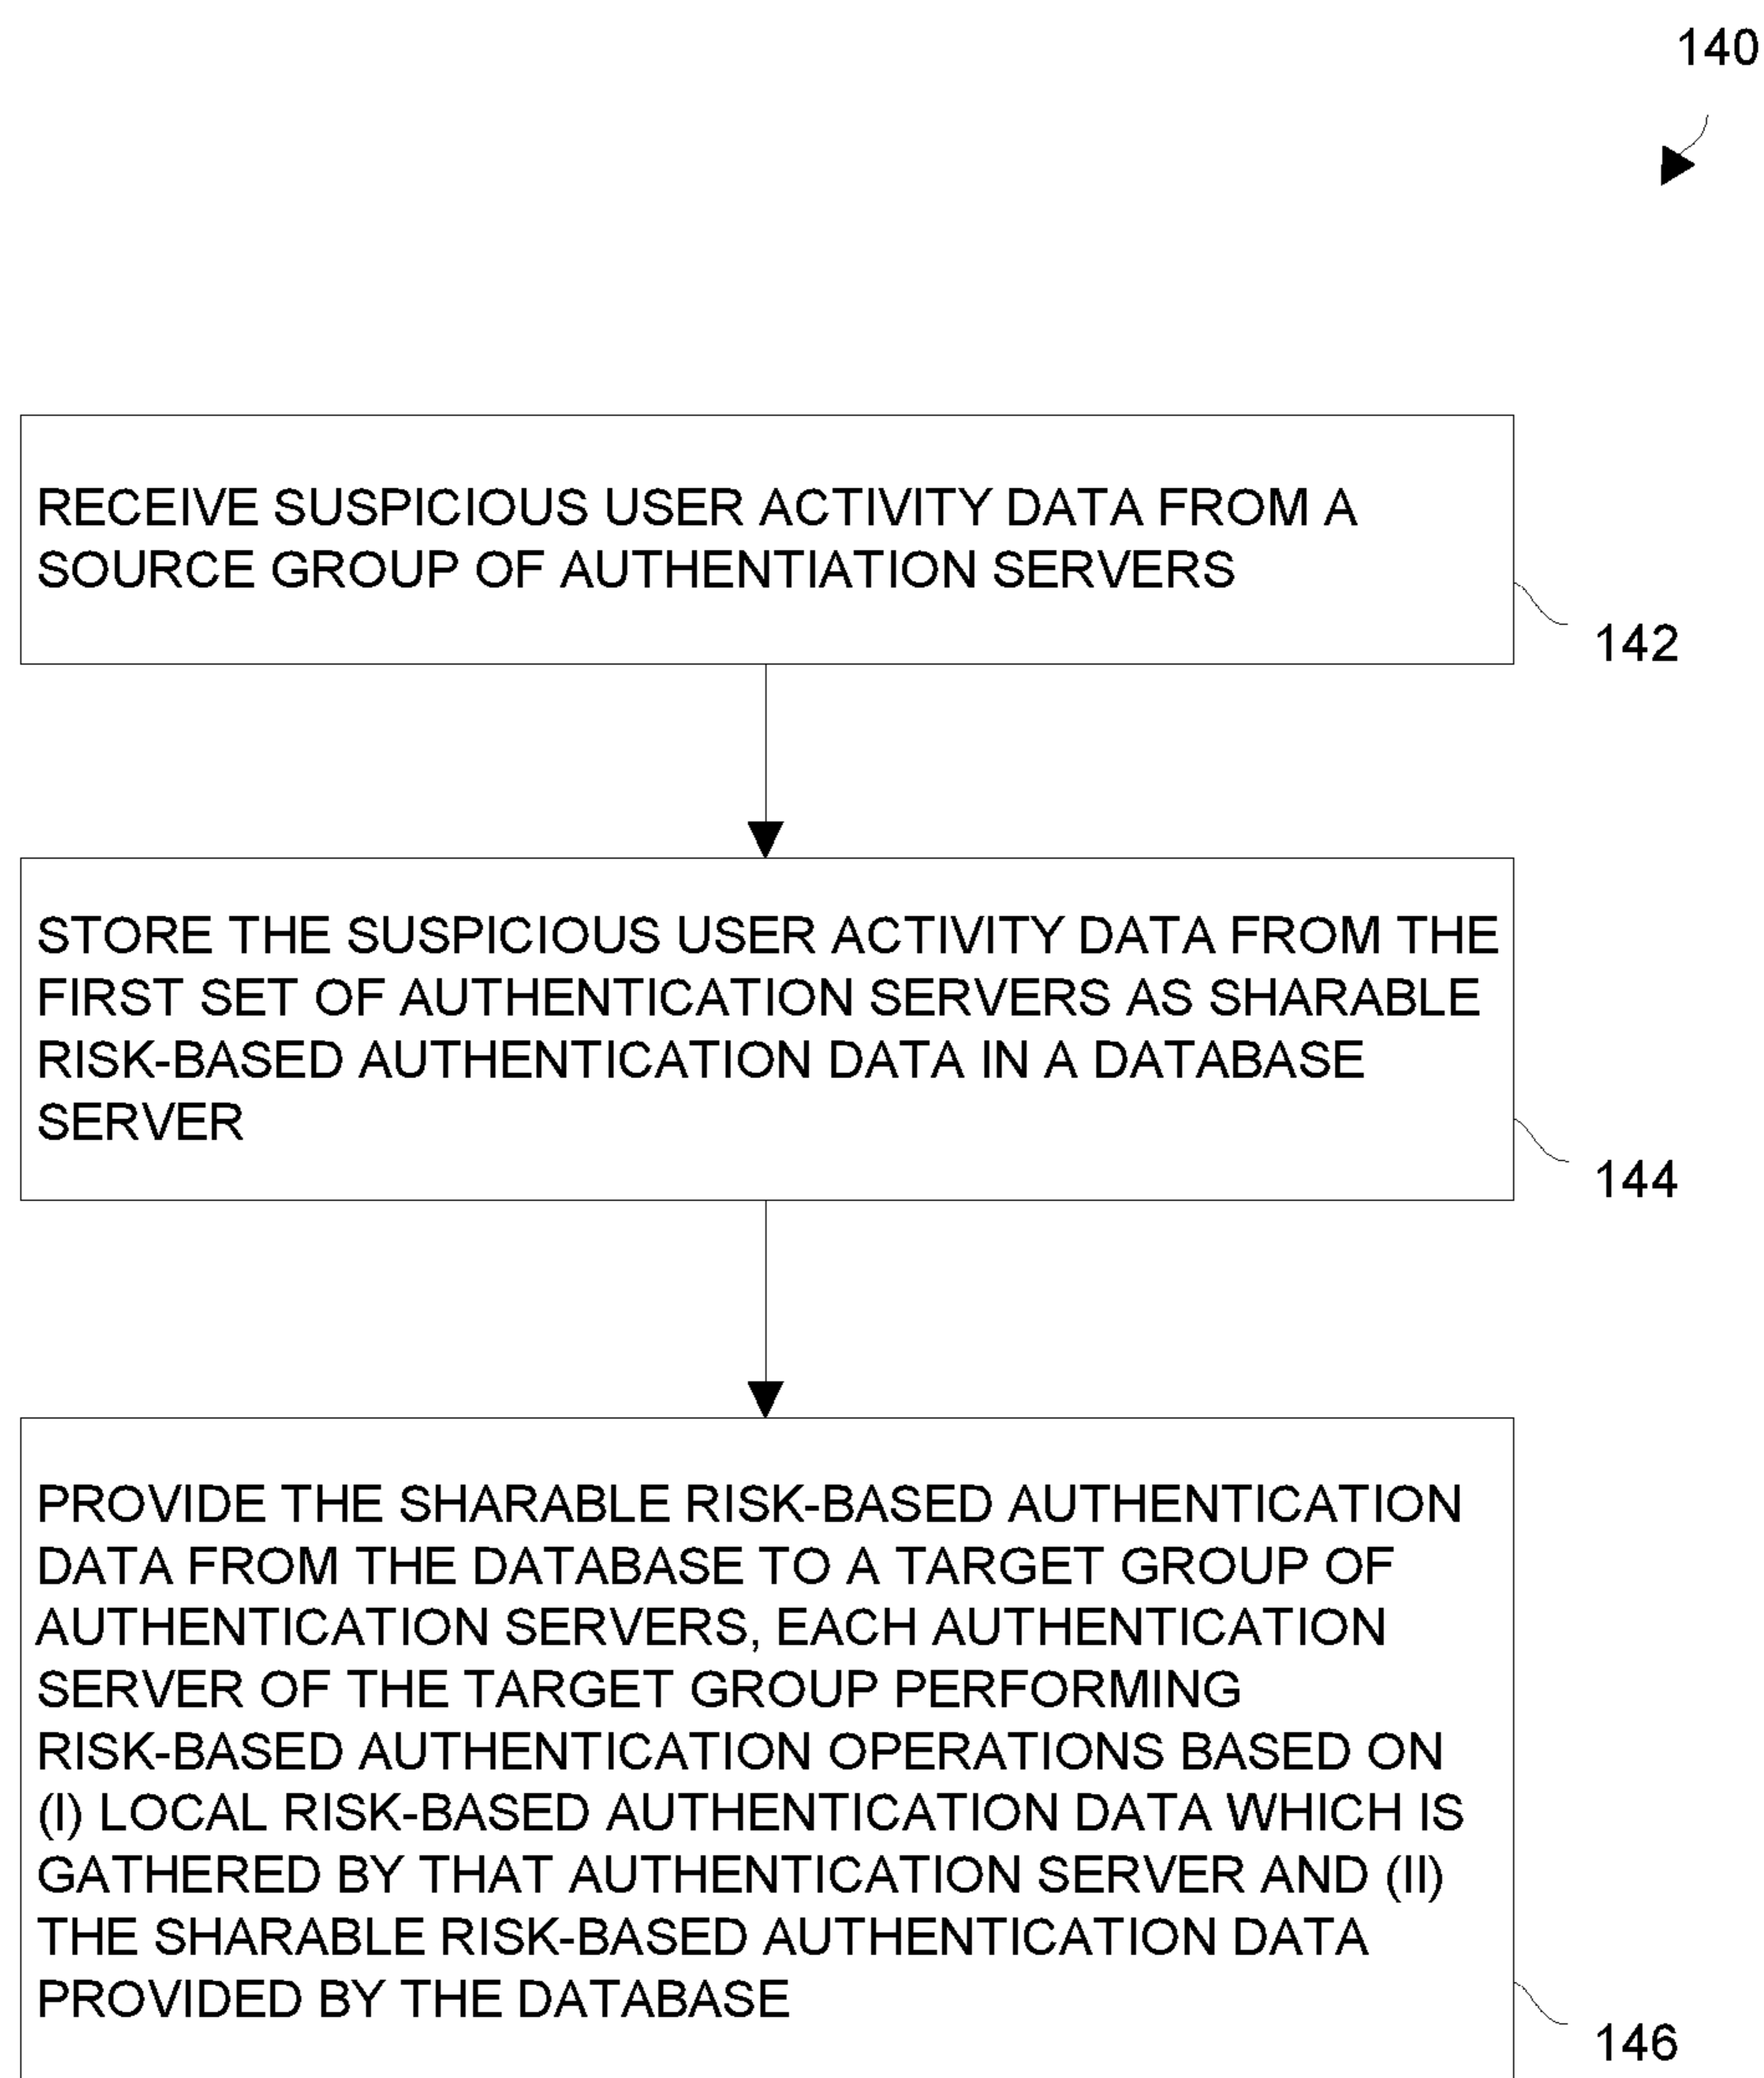 140
RECEIVE SUSPICIOUS USER ACTIVITY DATA FROM A
SOURCE GROUP OF AUTHENTIATION SERVERS
142
STORE THE SUSPICIOUS USER ACTIVITY DATA FROM THE
FIRST SET OF AUTHENTICATION SERVERS AS SHARABLE
RISK-BASED AUTHENTICATION DATA IN A DATABASE
SERVER
144
PROVIDE THE SHARABLE RISK-BASED AUTHENTICATION
DATA FROM THE DATABASE TO A TARGET GROUP OF
AUTHENTICATION SERVERS, EACH AUTHENTICATION
SERVER OF THE TARGET GROUP PERFORMING
RISK-BASED AUTHENTICATION OPERATIONS BASED ON
(I) LOCAL RISK-BASED AUTHENTICATION DATA WHICH IS
GATHERED BY THAT AUTHENTICATION SERVER AND (II)
THE SHARABLE RISK-BASED AUTHENTICATION DATA
PROVIDED BY THE DATABASE
146